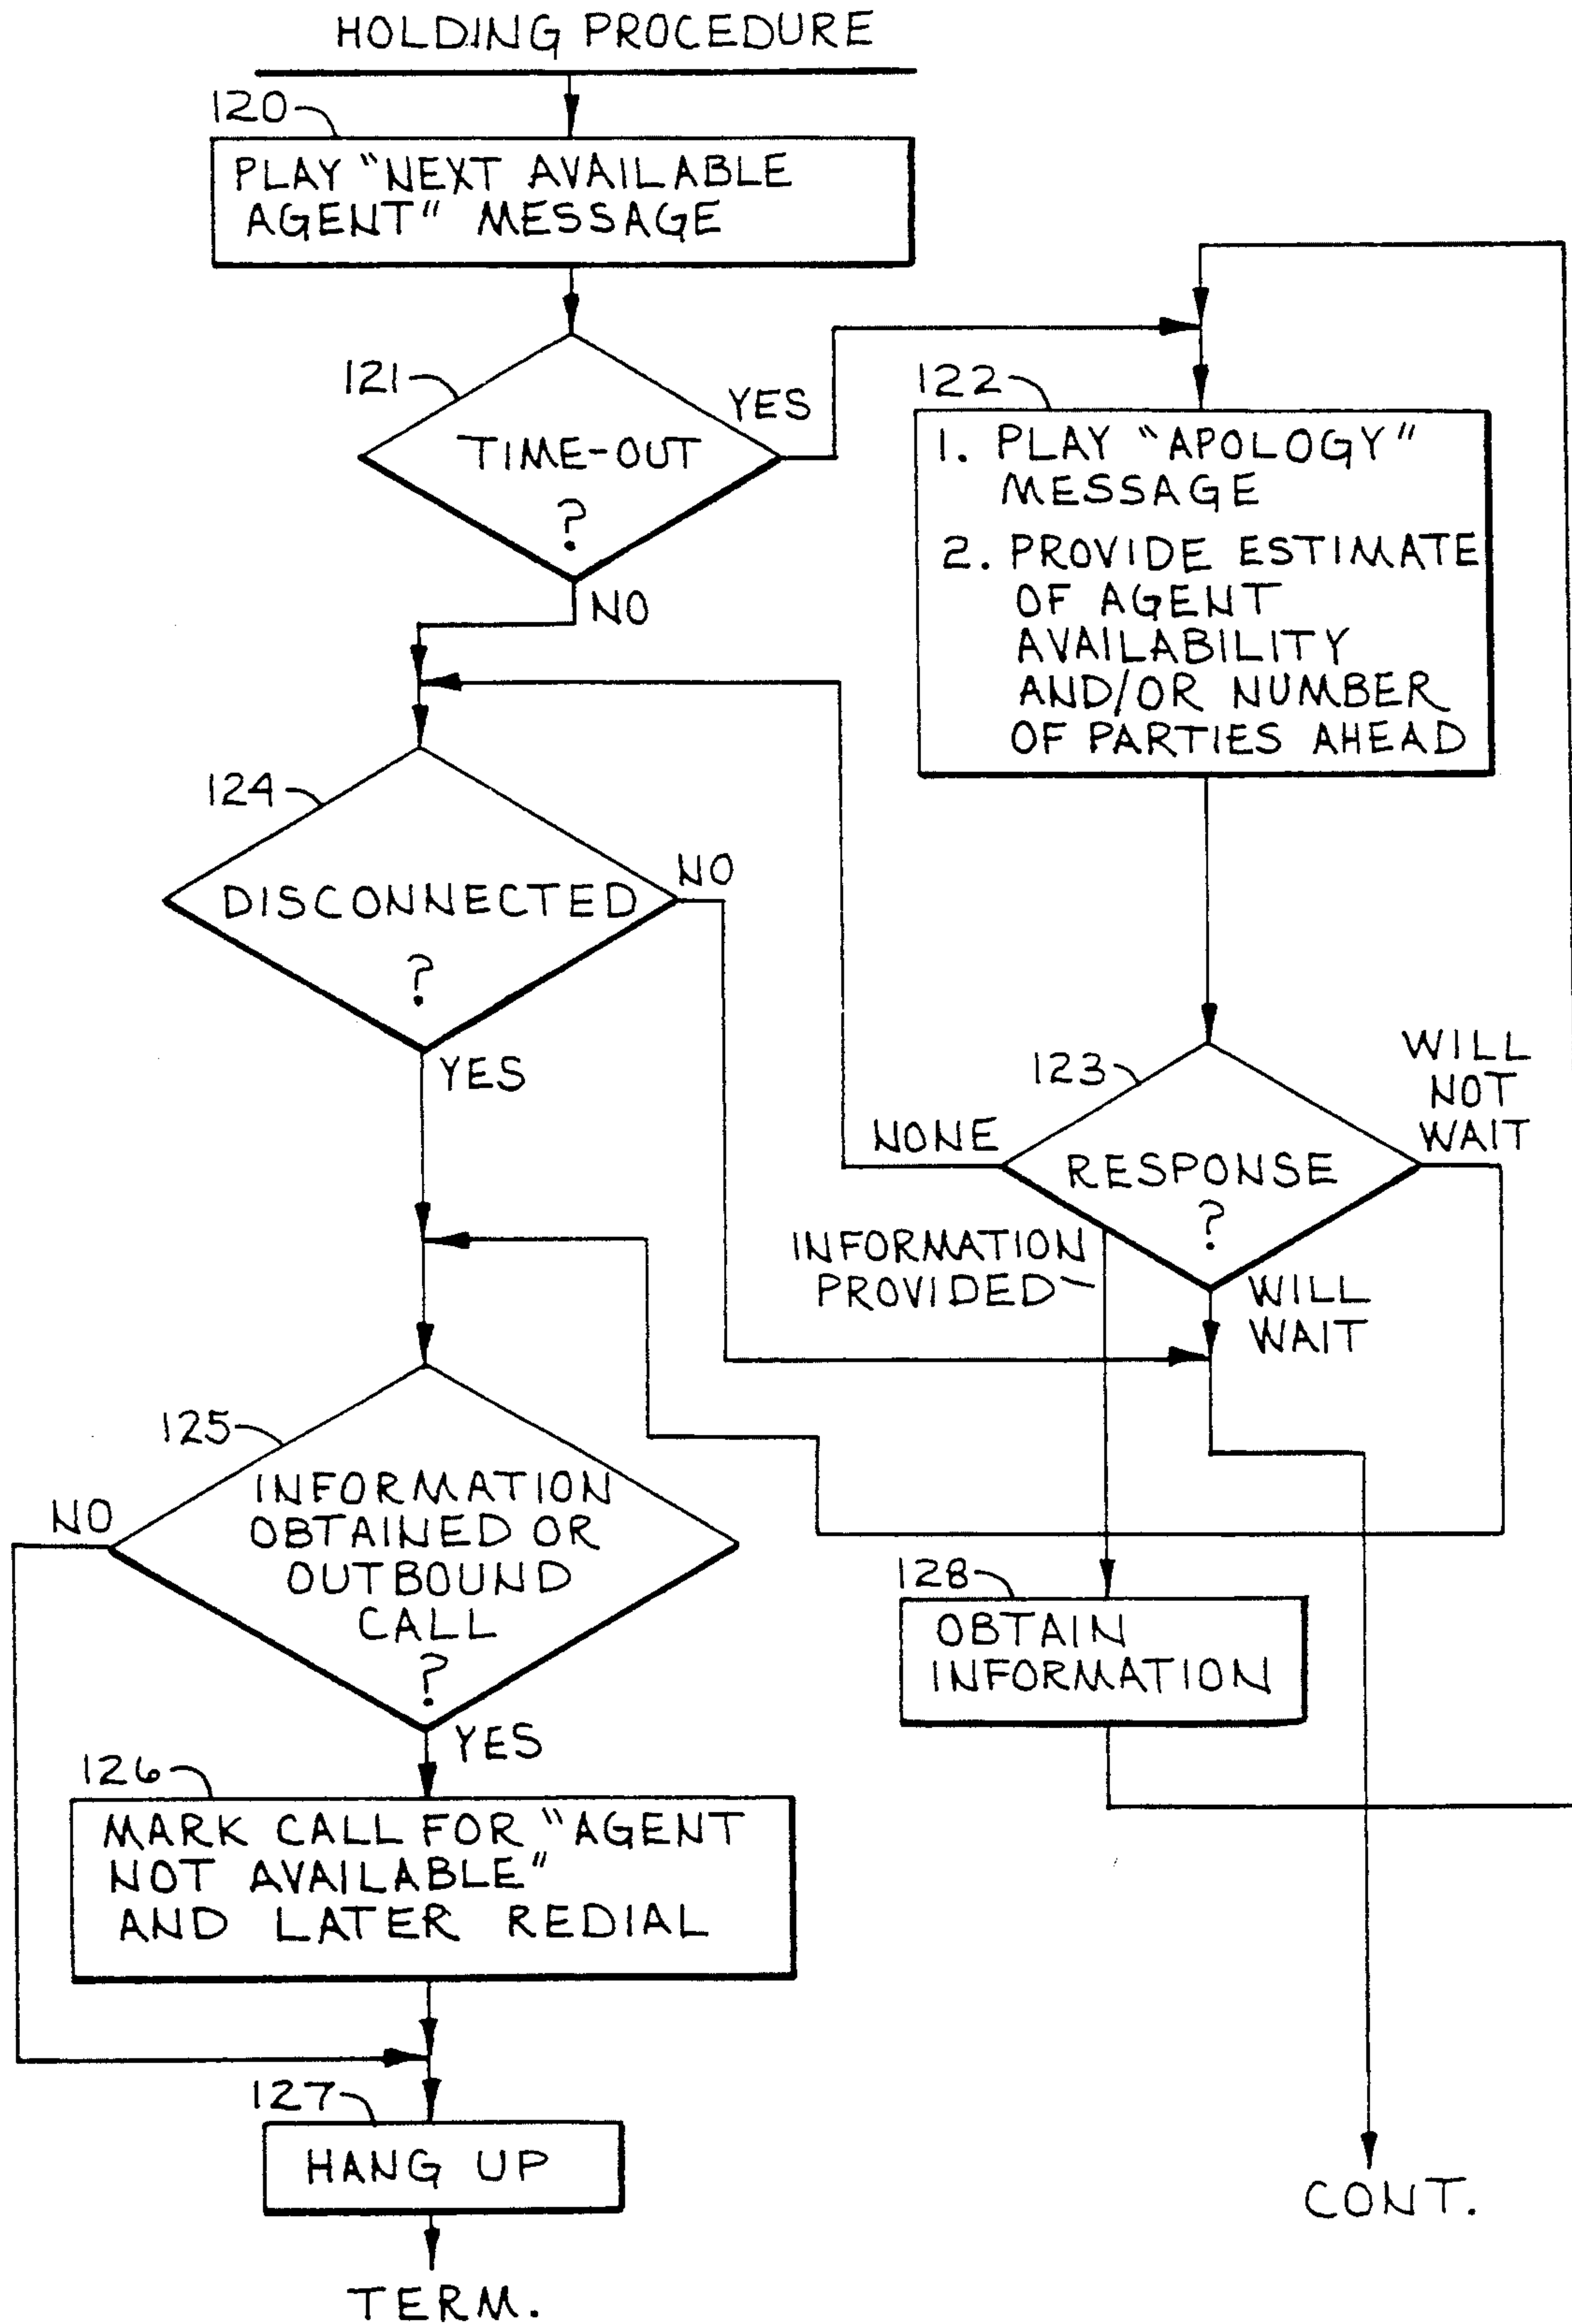 HOLDING PROCEDURE
120
PLAY "NEXT AVAILABLE
AGENT" MESSAGE
121
TIME-OUT
?
YES
NO
122
1. PLAY "APOLOGY"
MESSAGE
2. PROVIDE ESTIMATE
OF AGENT
AVAILABILITY
AND/OR NUMBER
OF PARTIES AHEAD
124
DISCONNECTED
?
NO
YES
123
RESPONSE
?
NONE
WILL
NOT
WAIT
INFORMATION
PROVIDED
WILL
WAIT
125
INFORMATION
OBTAINED OR
OUTBOUND
CALL
?
NO
YES
128
OBTAIN
INFORMATION
126
MARK CALL FOR "AGENT
NOT AVAILABLE"
AND LATER REDIAL
127
HANG UP
TERM.
CONT.